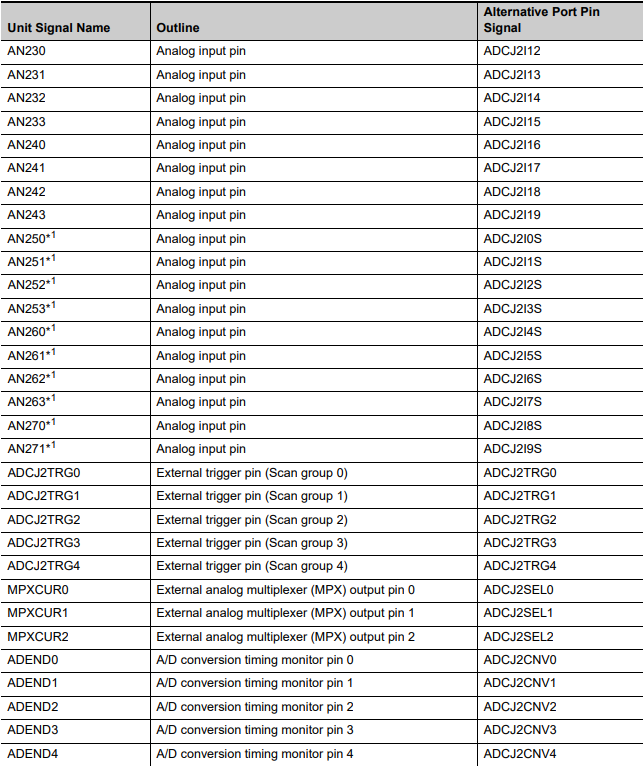 Unit Signal Name Outline Alternative Port Pin
Signal
AN230 Analog input pin ADCJ2I12
AN231 Analog input pin ADCJ2I13
AN232 Analog input pin ADCJ2I14
AN233 Analog input pin ADCJ2I15
AN240 Analog input pin ADCJ2I16
AN241 Analog input pin ADCJ2I17
AN242 Analog input pin ADCJ2I18
AN243 Analog input pin ADCJ2I19
AN250*1 Analog input pin ADCJ2I0S
AN251*1 Analog input pin ADCJ2I1S
AN252*1 Analog input pin ADCJ2I2S
AN253*1 Analog input pin ADCJ2I3S
AN260*1 Analog input pin ADCJ2I4S
AN261*1 Analog input pin ADCJ2I5S
AN262*1 Analog input pin ADCJ2I6S
AN263*1 Analog input pin ADCJ2I7S
AN270*1 Analog input pin ADCJ2I8S
AN271*1 Analog input pin ADCJ2I9S
ADCJ2TRG0 External trigger pin (Scan group 0) ADCJ2TRG0
ADCJ2TRG1 External trigger pin (Scan group 1) ADCJ2TRG1
ADCJ2TRG2 External trigger pin (Scan group 2) ADCJ2TRG2
ADCJ2TRG3 External trigger pin (Scan group 3) ADCJ2TRG3
ADCJ2TRG4 External trigger pin (Scan group 4) ADCJ2TRG4
MPXCUR0 External analog multiplexer (MPX) output pin 0 ADCJ2SEL0
MPXCUR1 External analog multiplexer (MPX) output pin 1 ADCJ2SEL1
MPXCUR2 External analog multiplexer (MPX) output pin 2 ADCJ2SEL2
ADEND0 A/D conversion timing monitor pin 0 ADCJ2CNV0
ADEND1 A/D conversion timing monitor pin 1 ADCJ2CNV1
ADEND2 A/D conversion timing monitor pin 2 ADCJ2CNV2
ADEND3 A/D conversion timing monitor pin 3 ADCJ2CNV3
ADEND4 A/D conversion timing monitor pin 4 ADCJ2CNV4